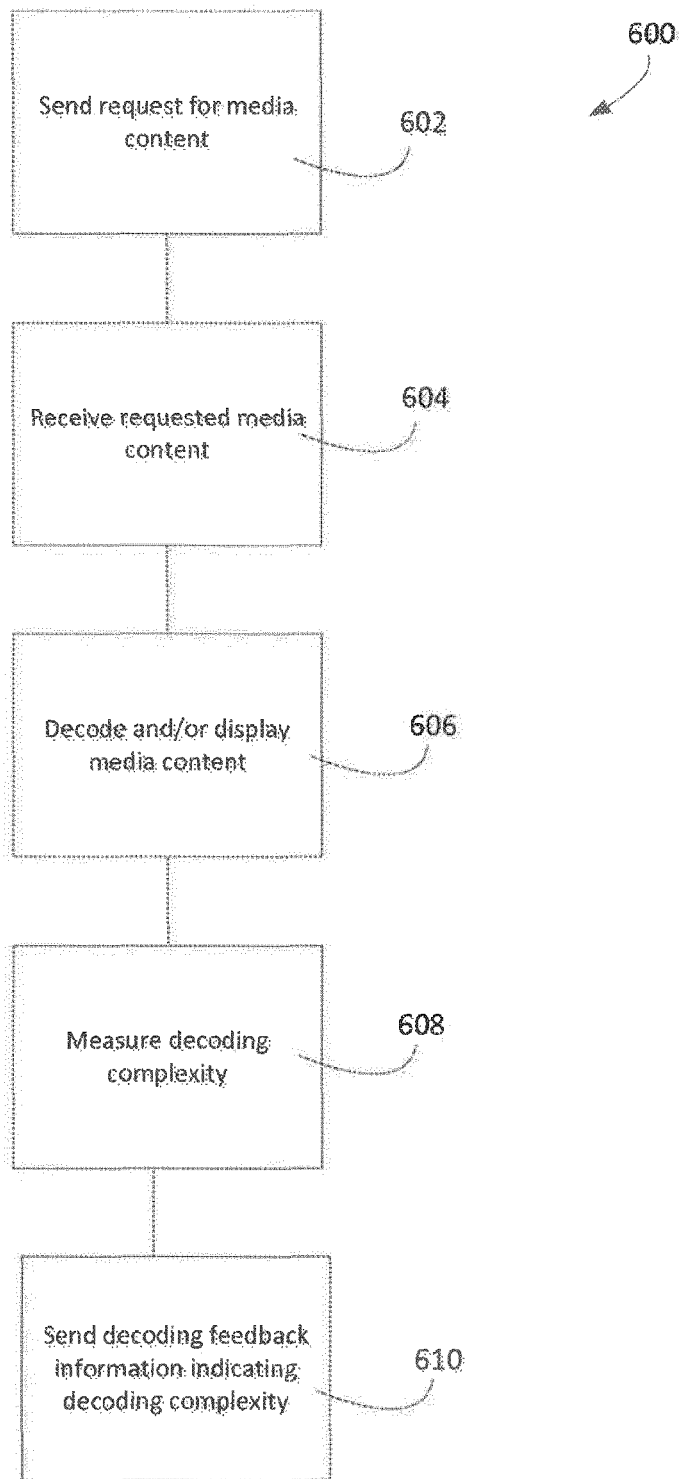 600
Send request for media
content
602
Receive requested media
content
604
Decode and/or display
media content
606
Measure decoding
complexity
608
Send decoding feedback
information indicating
decoding complexity
610